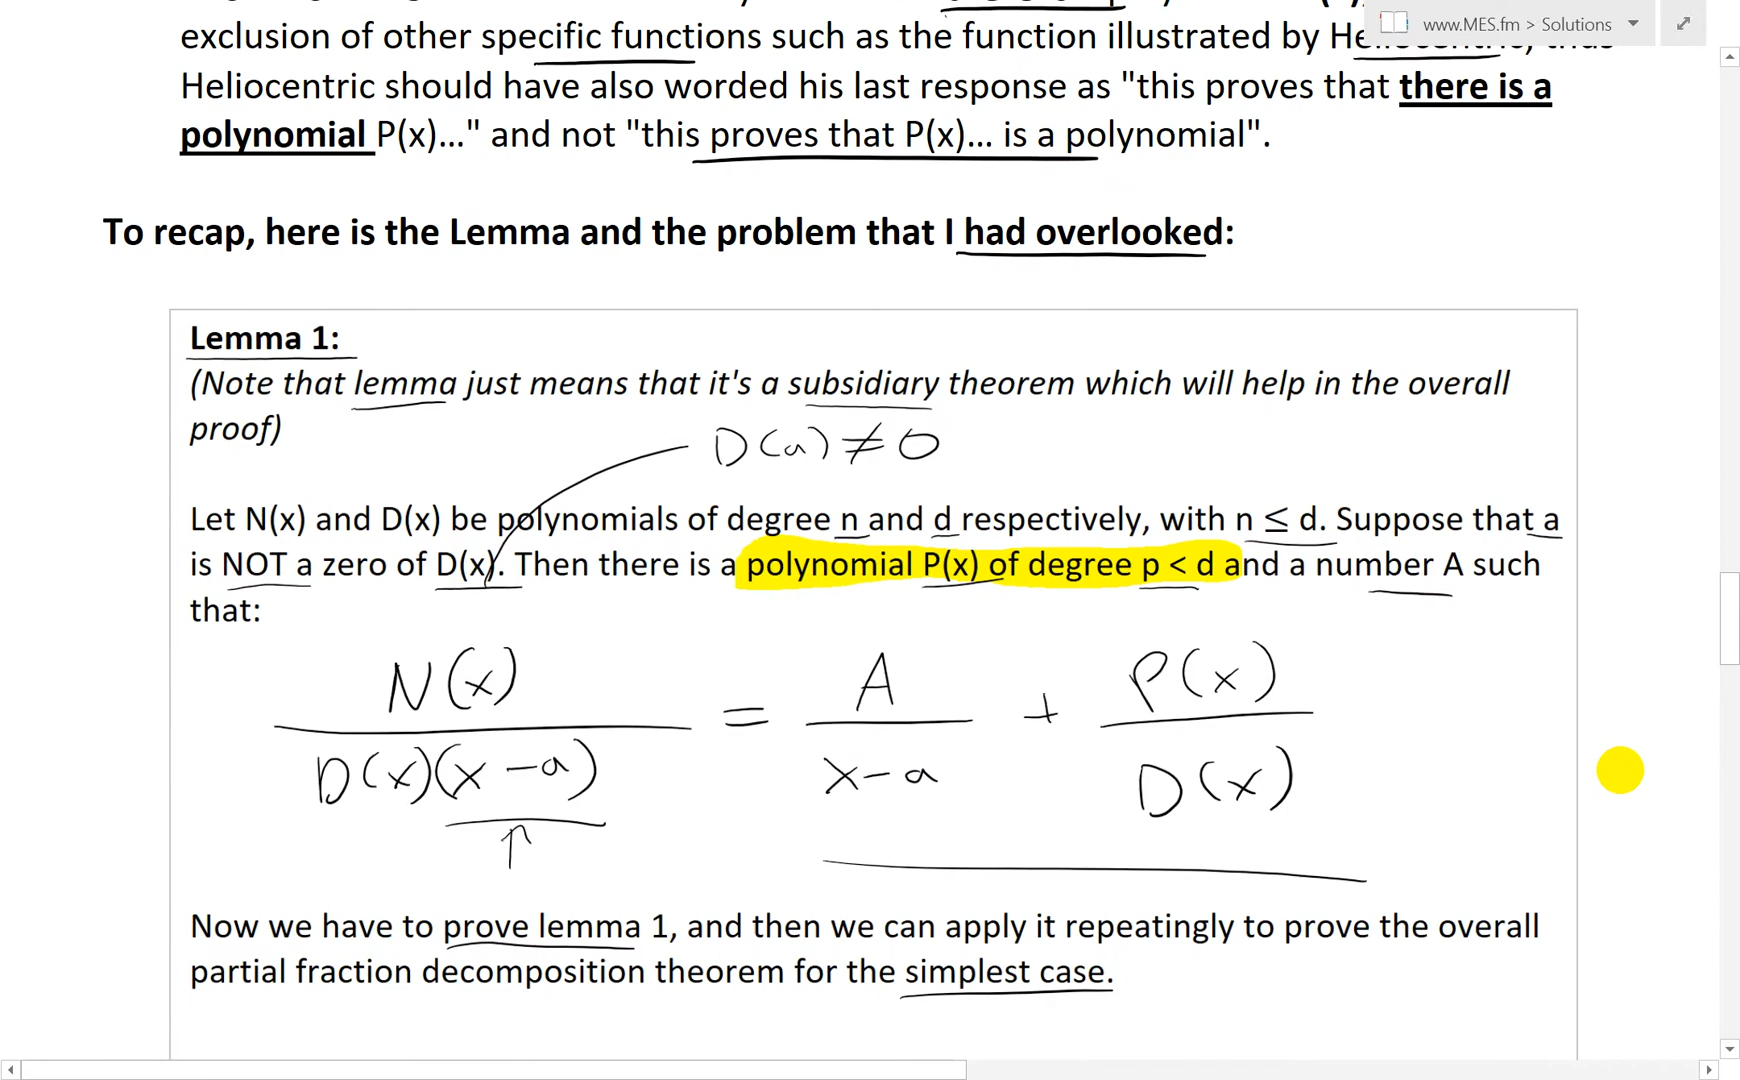 www.MES.fm > Solutions
exclusion of other specific functions such as the function illustrated by Heliocentric, thus
Heliocentric should have also worded his last response as "this proves that there is a
polynomial P(x)..." and not "this proves that P(x)... is a polynomial".
To recap, here is the Lemma and the problem that I had overlooked:
Lemma 1:
(Note that lemma just means that it's a subsidiary theorem which will help in the overall
proof)
D(a) ≠ 0
Let N(x) and D(x) be polynomials of degree n and d respectively, with n ≤ d. Suppose that a
is NOT a zero of D(x). Then there is a polynomial P(x) of degree p < d and a number A such
that:
N(x) / D(x)(x - a) = A / x - a + P(x) / D(x)
Now we have to prove lemma 1, and then we can apply it repeatingly to prove the overall
partial fraction decomposition theorem for the simplest case.